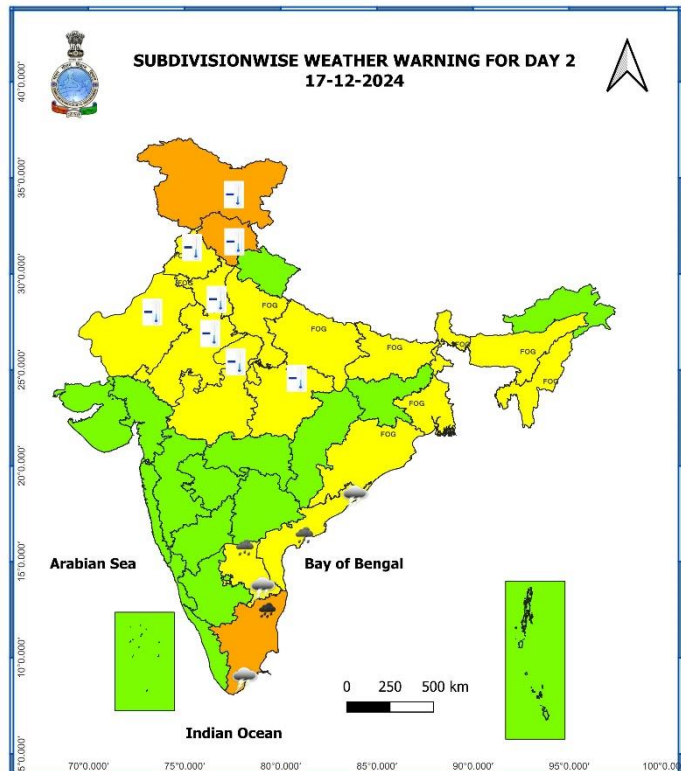 SUBDIVISIONWISE WEATHER WARNING FOR DAY 2
17-12-2024
40°0.000'
35°0.000'
30°0.000'
FOG
FOG
FOG
FOG
FOG
FOG
25°0.000'
FOG
FOG
FOG
20°0.000'
Arabian Sea
Bay of Bengal
15°0.000'
10°0.000'
0 250 500 km
Indian Ocean
5°0.000'
70°0.000' 75°0.000' 80°0.000' 85°0.000' 90°0.000' 95°0.000'